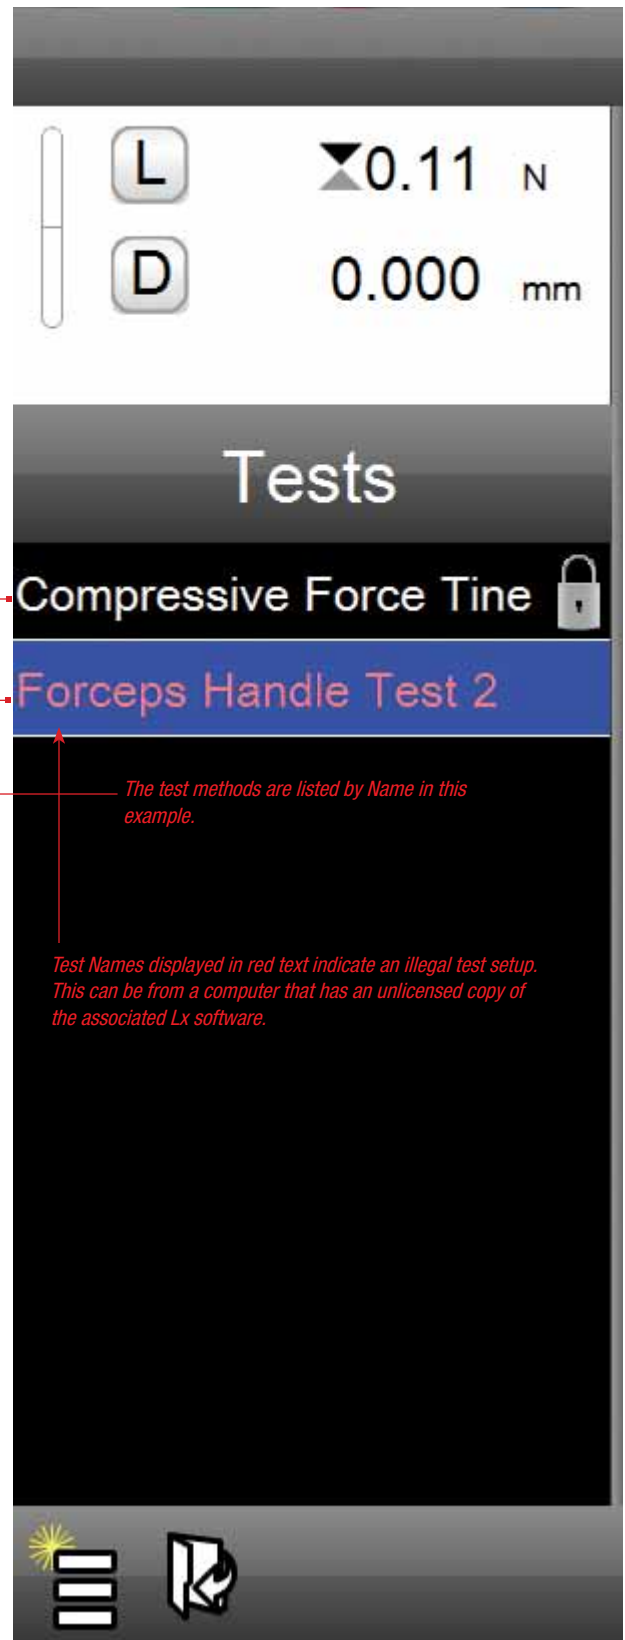 L 0.11 N
D 0.000 mm
Tests
Compressive Force Tine
Forceps Handle Test 2
The test methods are listed by Name in this
example.
Test Names displayed in red text indicate an illegal test setup.
This can be from a computer that has an unlicensed copy of
the associated Lx software.